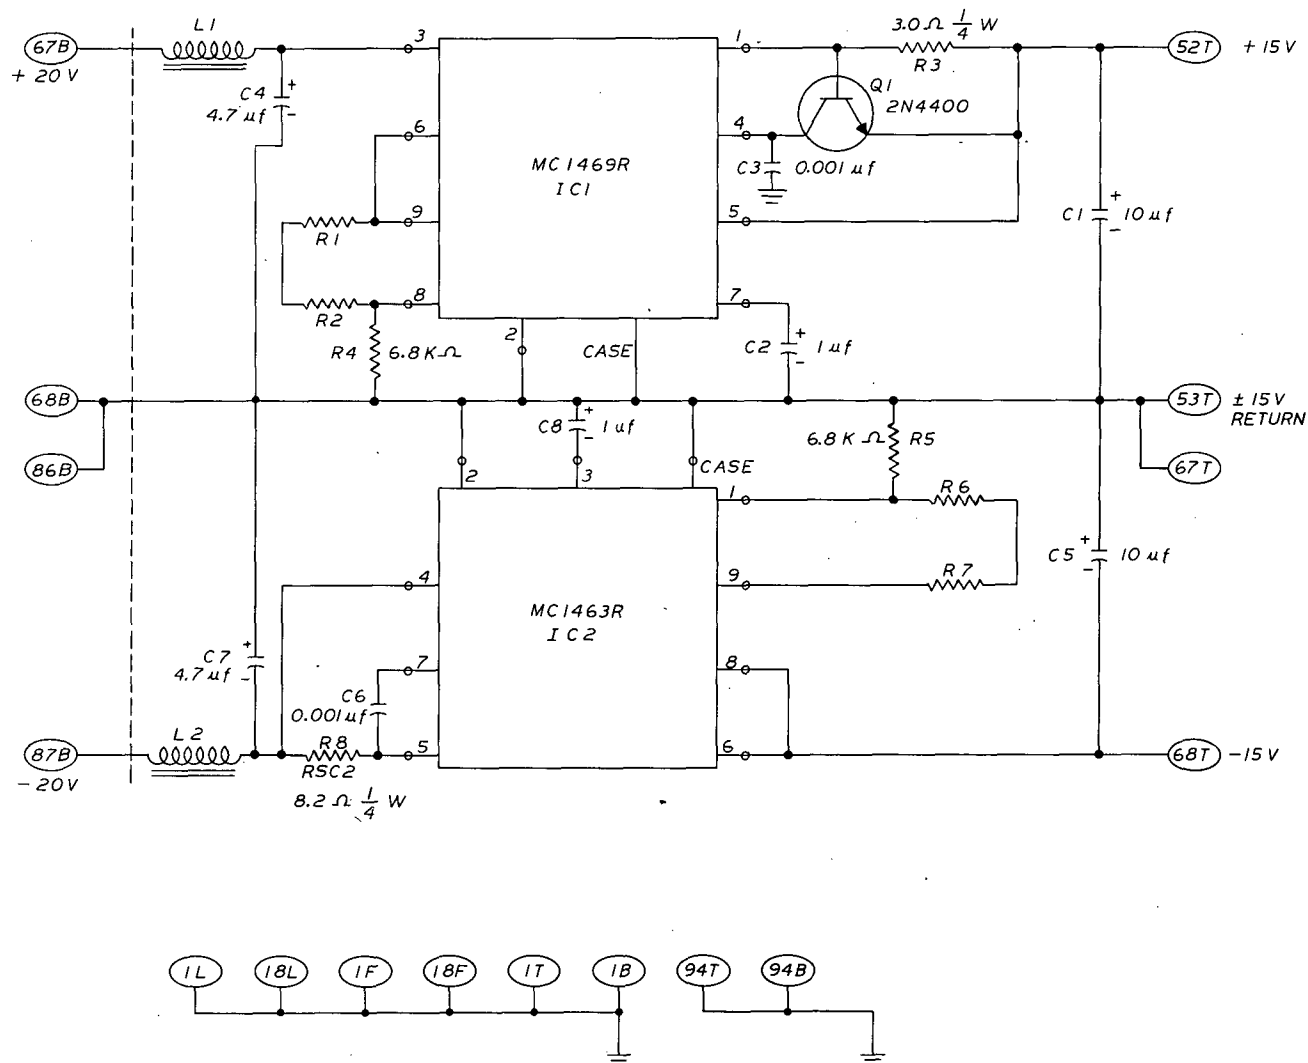 L1
3.0 Ω 1/4 W
67B
3
1
52T
+15V
+20V
R3
Q1
2N4400
C4
+
4.7 µf
-
6
4
MC1469R
IC1
C3
0.001 µf
9
5
R1
C1
+
10 µf
-
8
7
R2
2
CASE
C2
+
1 µf
-
R4
6.8 KΩ
68B
53T
± 15V
RETURN
C8
+
1 µf
-
6.8 K Ω
R5
86B
2
3
CASE
67T
1
R6
C5
+
10 µf
-
4
9
R7
MC1463R
IC2
C7
+
4.7 µf
-
7
8
C6
0.001 µf
L2
R8
5
6
87B
68T
-15V
-20V
RSC2
8.2 Ω 1/4 W
1L
18L
1F
18F
1T
1B
94T
94B